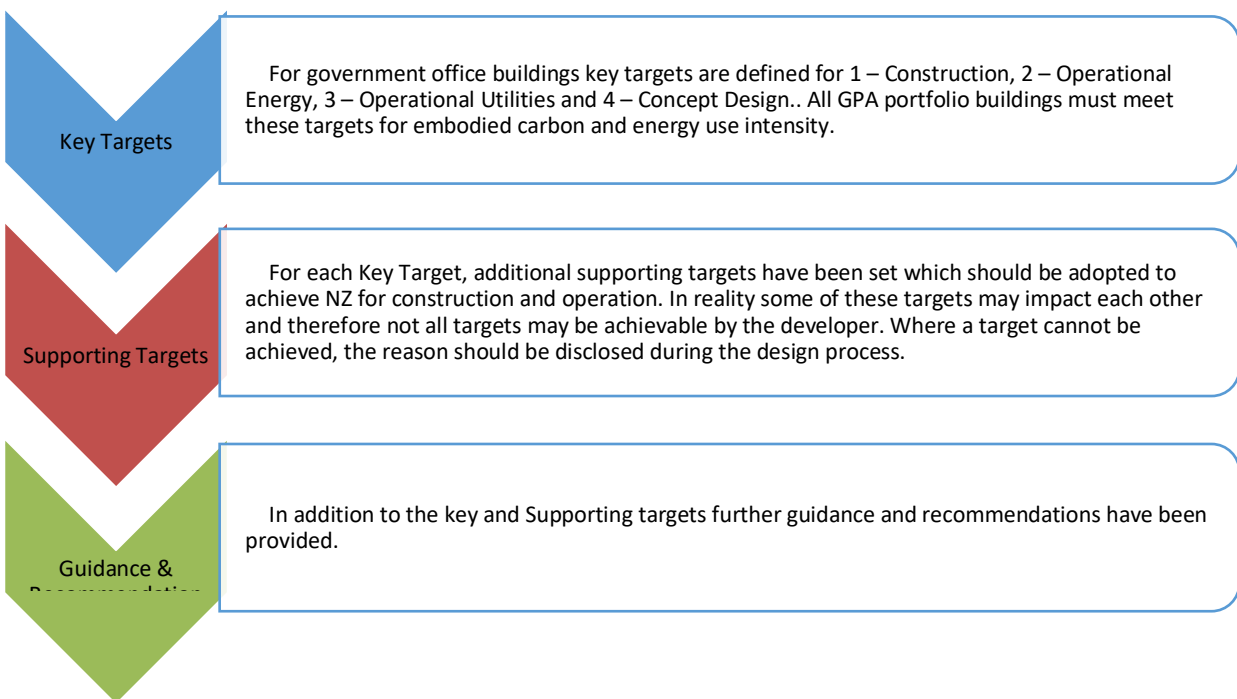 Key Targets
For government office buildings key targets are defined for 1 – Construction, 2 – Operational
Energy, 3 – Operational Utilities and 4 – Concept Design.. All GPA portfolio buildings must meet
these targets for embodied carbon and energy use intensity.
Supporting Targets
For each Key Target, additional supporting targets have been set which should be adopted to
achieve NZ for construction and operation. In reality some of these targets may impact each other
and therefore not all targets may be achievable by the developer. Where a target cannot be
achieved, the reason should be disclosed during the design process.
Guidance &
Recommendation
In addition to the key and Supporting targets further guidance and recommendations have been
provided.